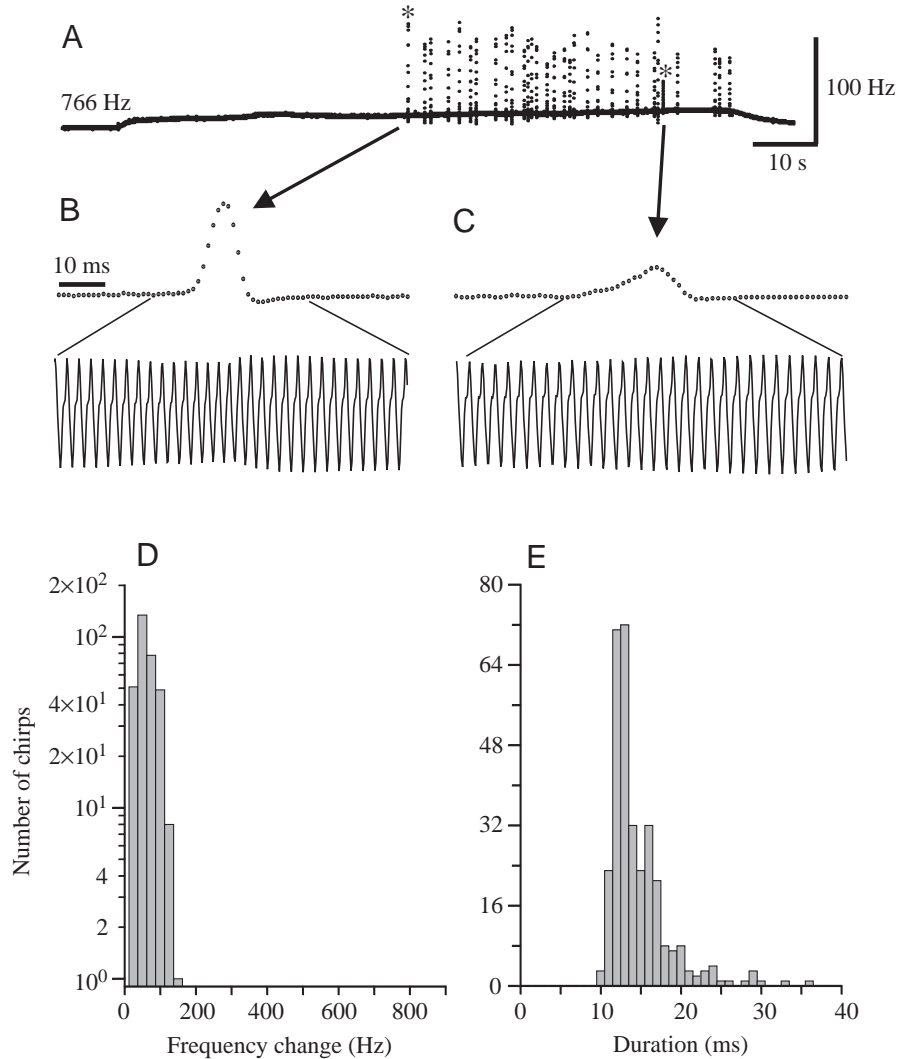 A
*
*
766 Hz
100 Hz
10 s
B
C
10 ms
D
E
Number of chirps
2×10²
10²
4×10¹
2×10¹
10¹
4
2
10⁰
0 200 400 600 800
Frequency change (Hz)
80
64
48
32
16
0
0 10 20 30 40
Duration (ms)